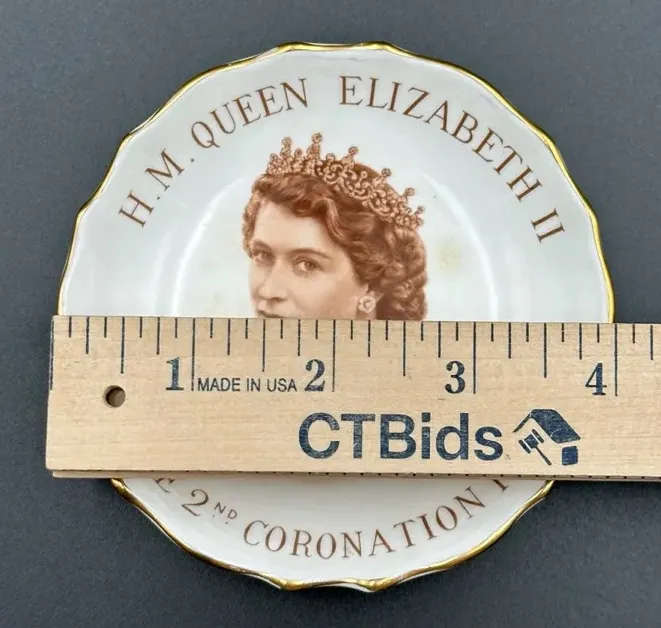 H.M. QUEEN ELIZABETH II
1 MADE IN USA 2 3 4
CTBids
2ND CORONATION